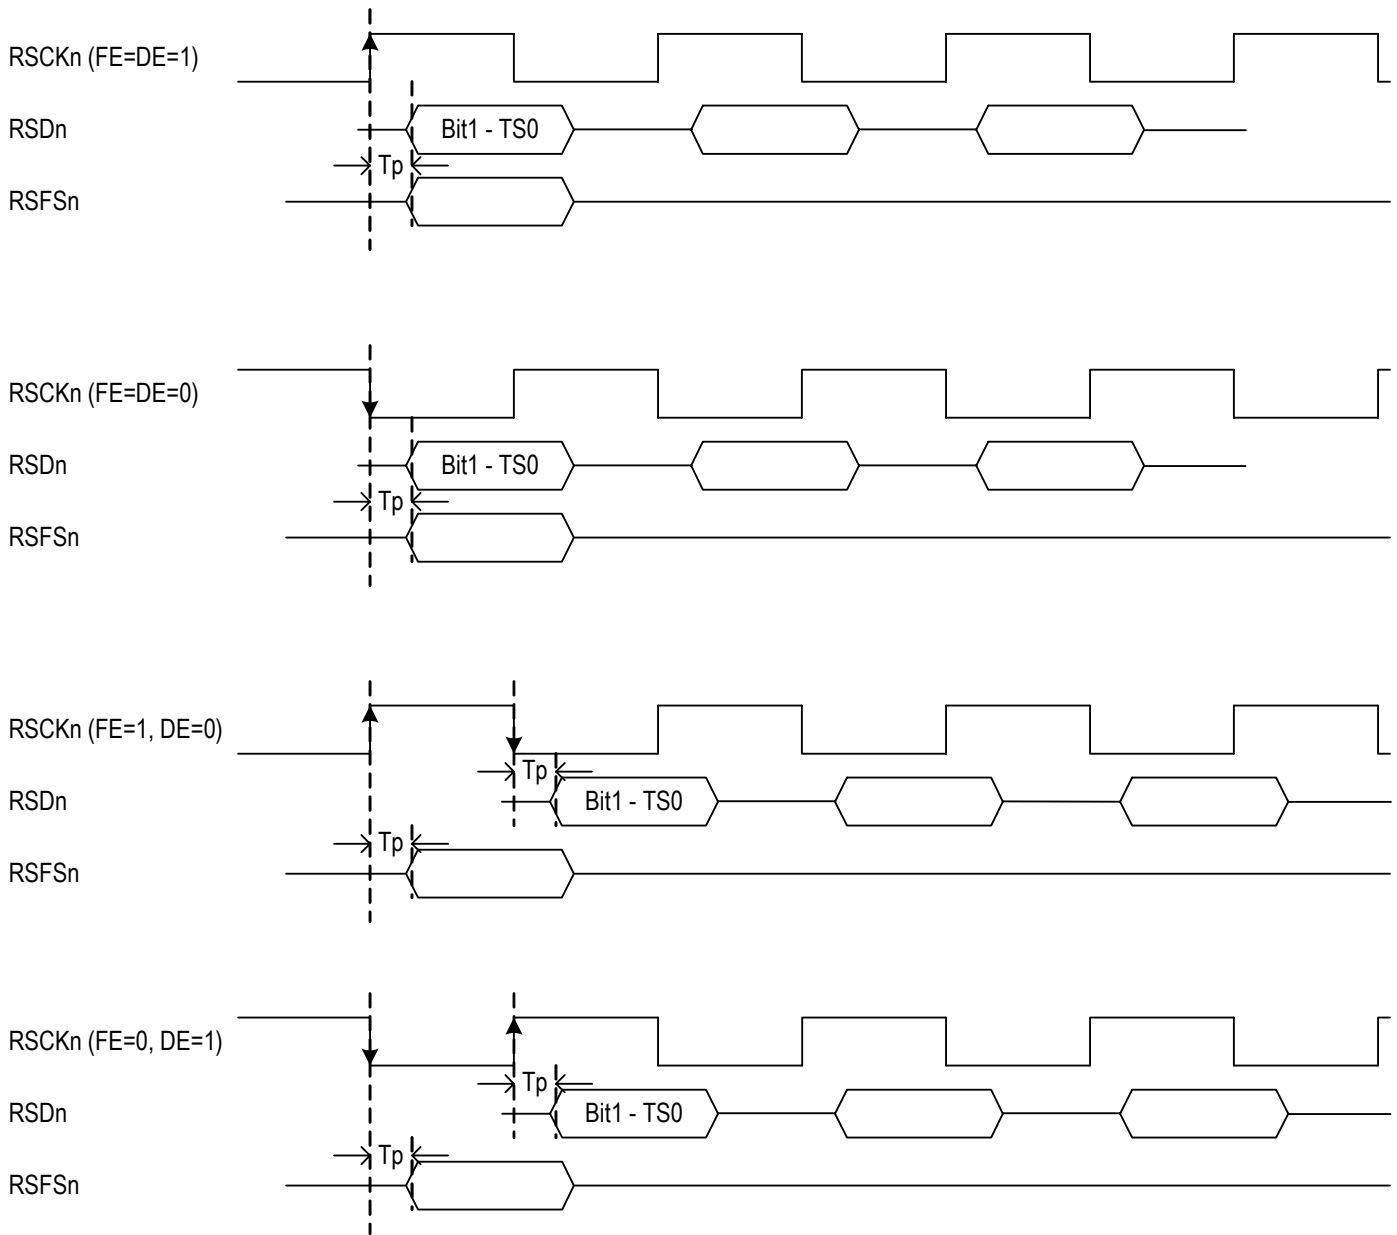 RSCKn (FE=DE=1)
RSDn
Bit1 - TS0
Tp
RSFSn
RSCKn (FE=DE=0)
RSDn
Bit1 - TS0
Tp
RSFSn
RSCKn (FE=1, DE=0)
Tp
RSDn
Bit1 - TS0
Tp
RSFSn
RSCKn (FE=0, DE=1)
Tp
RSDn
Bit1 - TS0
Tp
RSFSn